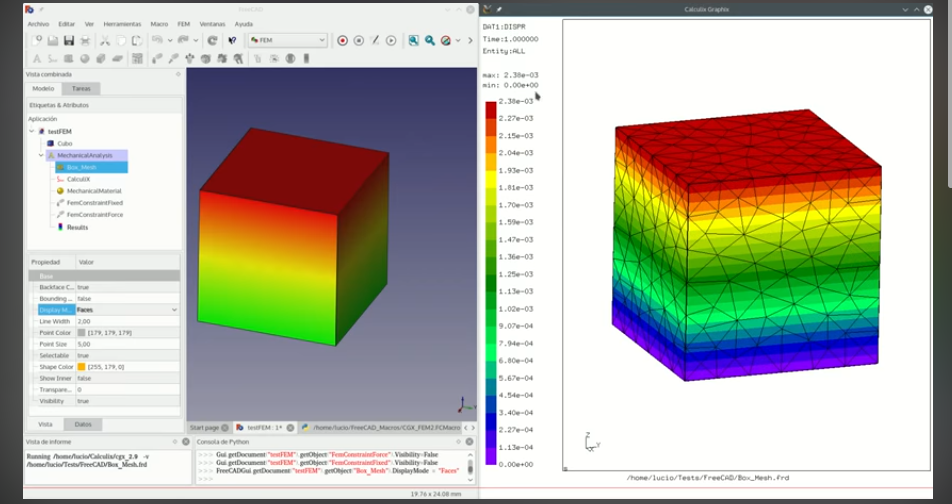 FreeCAD
Archivo Editar Ver Herramientas Macro FEM Ventanas Ayuda
FEM
Vista combinada
Modelo Tareas
Etiquetas & Atributos
Aplicación
testFEM
Cubo
MechanicalAnalysis
Box_Mesh
CalculiX
MechanicalMaterial
FemConstraintFixed
FemConstraintForce
Results
Propiedad Valor
Base
Backface C... true
Bounding ... false
Display M... Faces
Line Width 2,00
Point Color [179, 179, 179]
Point Size 5,00
Selectable true
Shape Color [255, 179, 0]
Show Inner false
Transpare... 0
Visibility true
Vista Datos
Start page testFEM : 1* /home/lucio/FreeCAD_Macros/CGX_FEM2.FCMacro
Vista de informe
Running /home/lucio/Calculix/cgx_2.9 -v
/home/lucio/Tests/FreeCAD/Box_Mesh.frd
Consola de Python
>>> Gui.getDocument("testFEM").getObject("FemConstraintFixed").Visibility=False
>>> Gui.getDocument("testFEM").getObject("FemConstraintForce").Visibility=False
>>> FreeCADGui.getDocument("testFEM").getObject("Box_Mesh").DisplayMode = "Faces"
>>>
19.76 x 24.08 mm
Calculix Graphix
DAT1:DISPR
Time:1.000000
Entity:ALL
max: 2.38e-03
min: 0.00e+00
2.38e-03
2.27e-03
2.15e-03
2.04e-03
1.93e-03
1.81e-03
1.70e-03
1.59e-03
1.47e-03
1.36e-03
1.25e-03
1.13e-03
1.02e-03
9.07e-04
7.94e-04
6.80e-04
5.67e-04
4.54e-04
3.40e-04
2.27e-04
1.13e-04
0.00e+00
Z
Y
X
/home/lucio/Tests/FreeCAD/Box_Mesh.frd